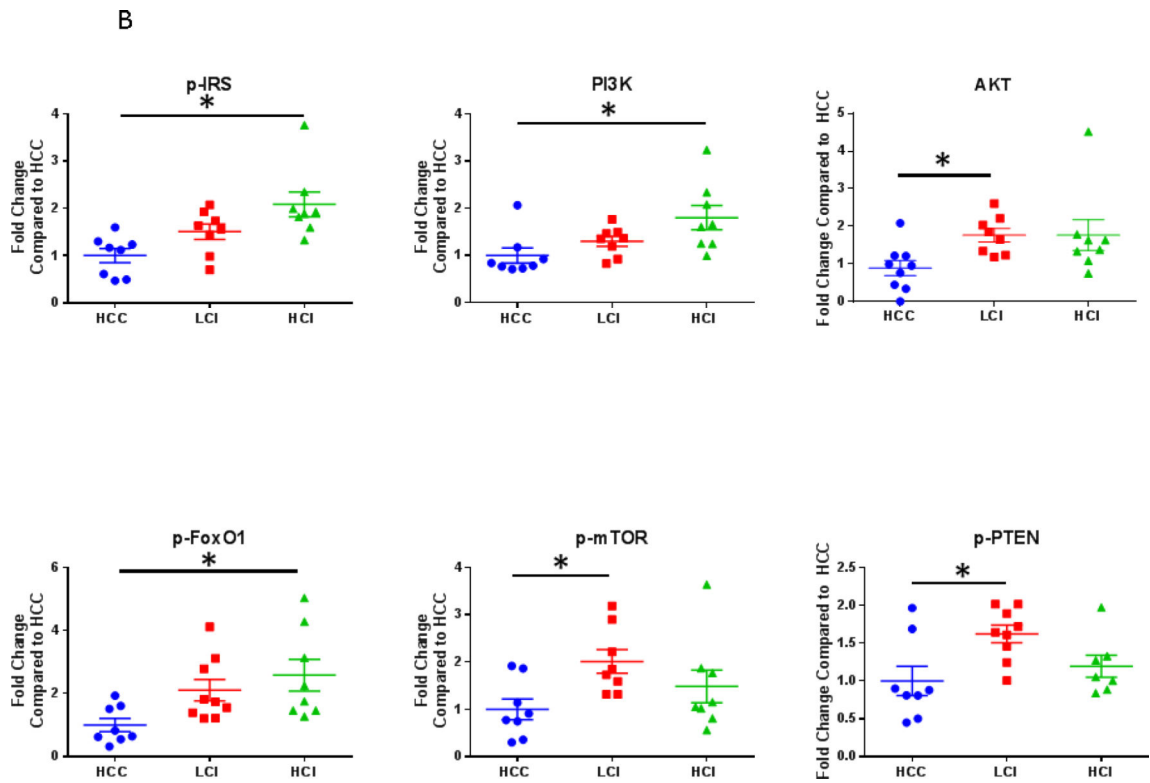 B
p-IRS
Fold Change
Compared to HCC
4
3
2
1
0
*
HCC LCI HCI
PI3K
Fold Change
Compared to HCC
4
3
2
1
0
*
HCC LCI HCI
AKT
Fold Change Compared to HCC
5
4
3
2
1
0
*
HCC LCI HCI
p-FoxO1
Fold Change
Compared to HCC
6
4
2
0
*
HCC LCI HCI
p-mTOR
Fold Change
Compared to HCC
4
3
2
1
0
*
HCC LCI HCI
p-PTEN
Fold Change Compared to HCC
2.5
2.0
1.5
1.0
0.5
0.0
*
HCC LCI HCI